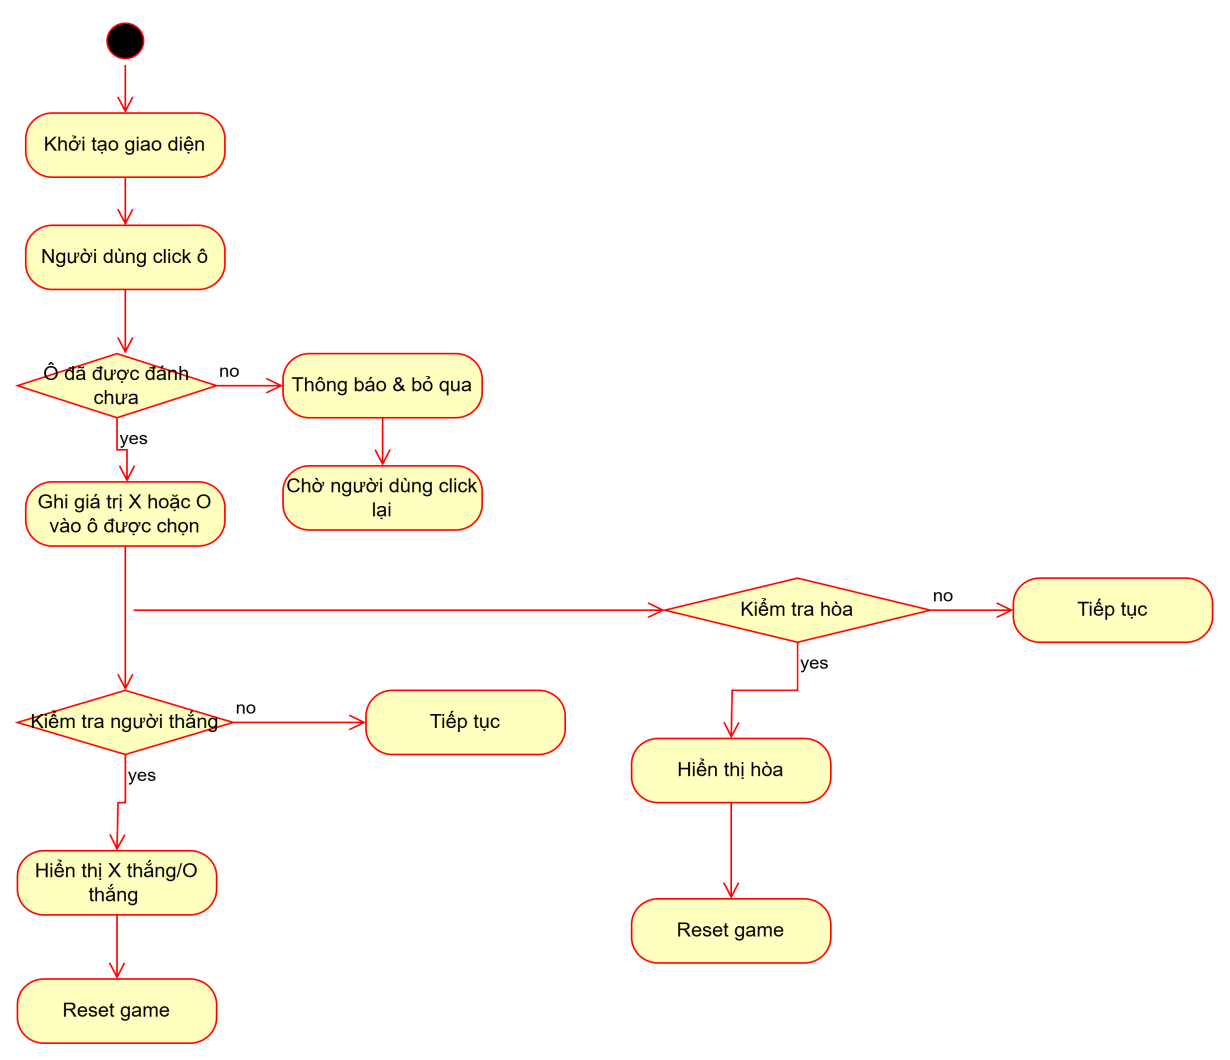 Khởi tạo giao diện
Người dùng click ô
Ô đã được đánh
chưa
no
Thông báo & bỏ qua
yes
Chờ người dùng click
lại
Ghi giá trị X hoặc O
vào ô được chọn
Kiểm tra hòa
no
Tiếp tục
yes
Kiểm tra người thắng
no
Tiếp tục
yes
Hiển thị hòa
Hiển thị X thắng/O
thắng
Reset game
Reset game